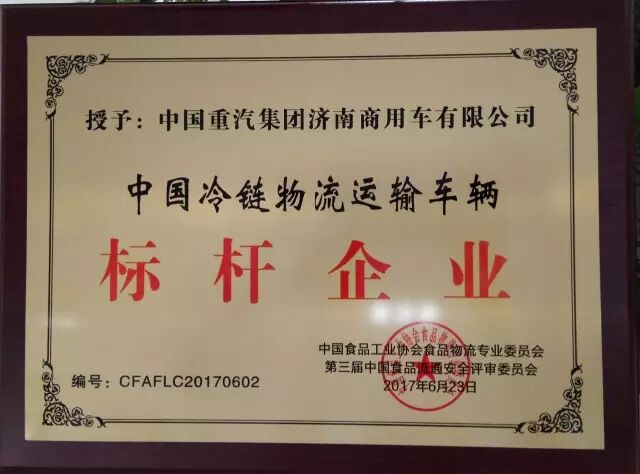 授予：中国重汽集团济南商用车有限公司
中国冷链物流运输车辆
标杆企业
中国食品工业协会食品物流专业委员会
第三届中国食品流通安全评审委员会
编号：CFAFLC20170602
2017年6月23日